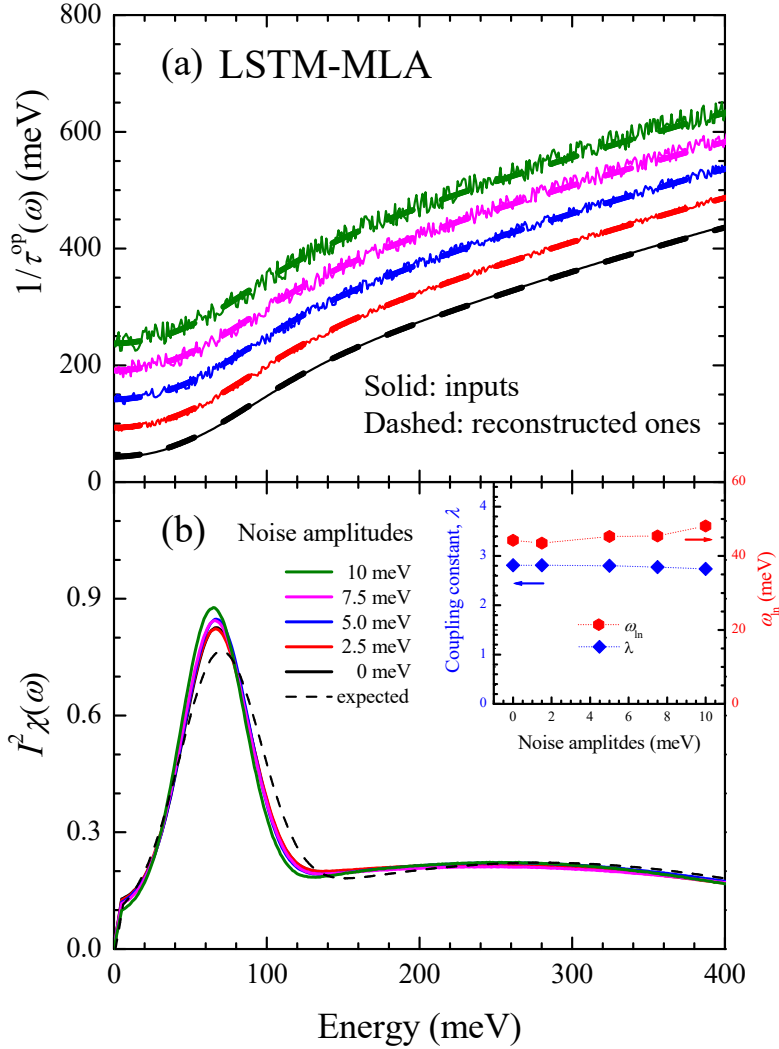 800
(a) LSTM-MLA
600
400
200
0
1/τᵒᵖ(ω) (meV)
Solid: inputs
Dashed: reconstructed ones
(b)
Noise amplitudes
10 meV
7.5 meV
5.0 meV
2.5 meV
0 meV
expected
0.9
0.6
0.3
0.0
I²χ(ω)
4
3
2
1
0
Coupling constant, λ
60
40
20
0
ω_ln (meV)
ω_ln
λ
0 2 4 6 8 10
Noise amplitdes (meV)
0 100 200 300 400
Energy (meV)